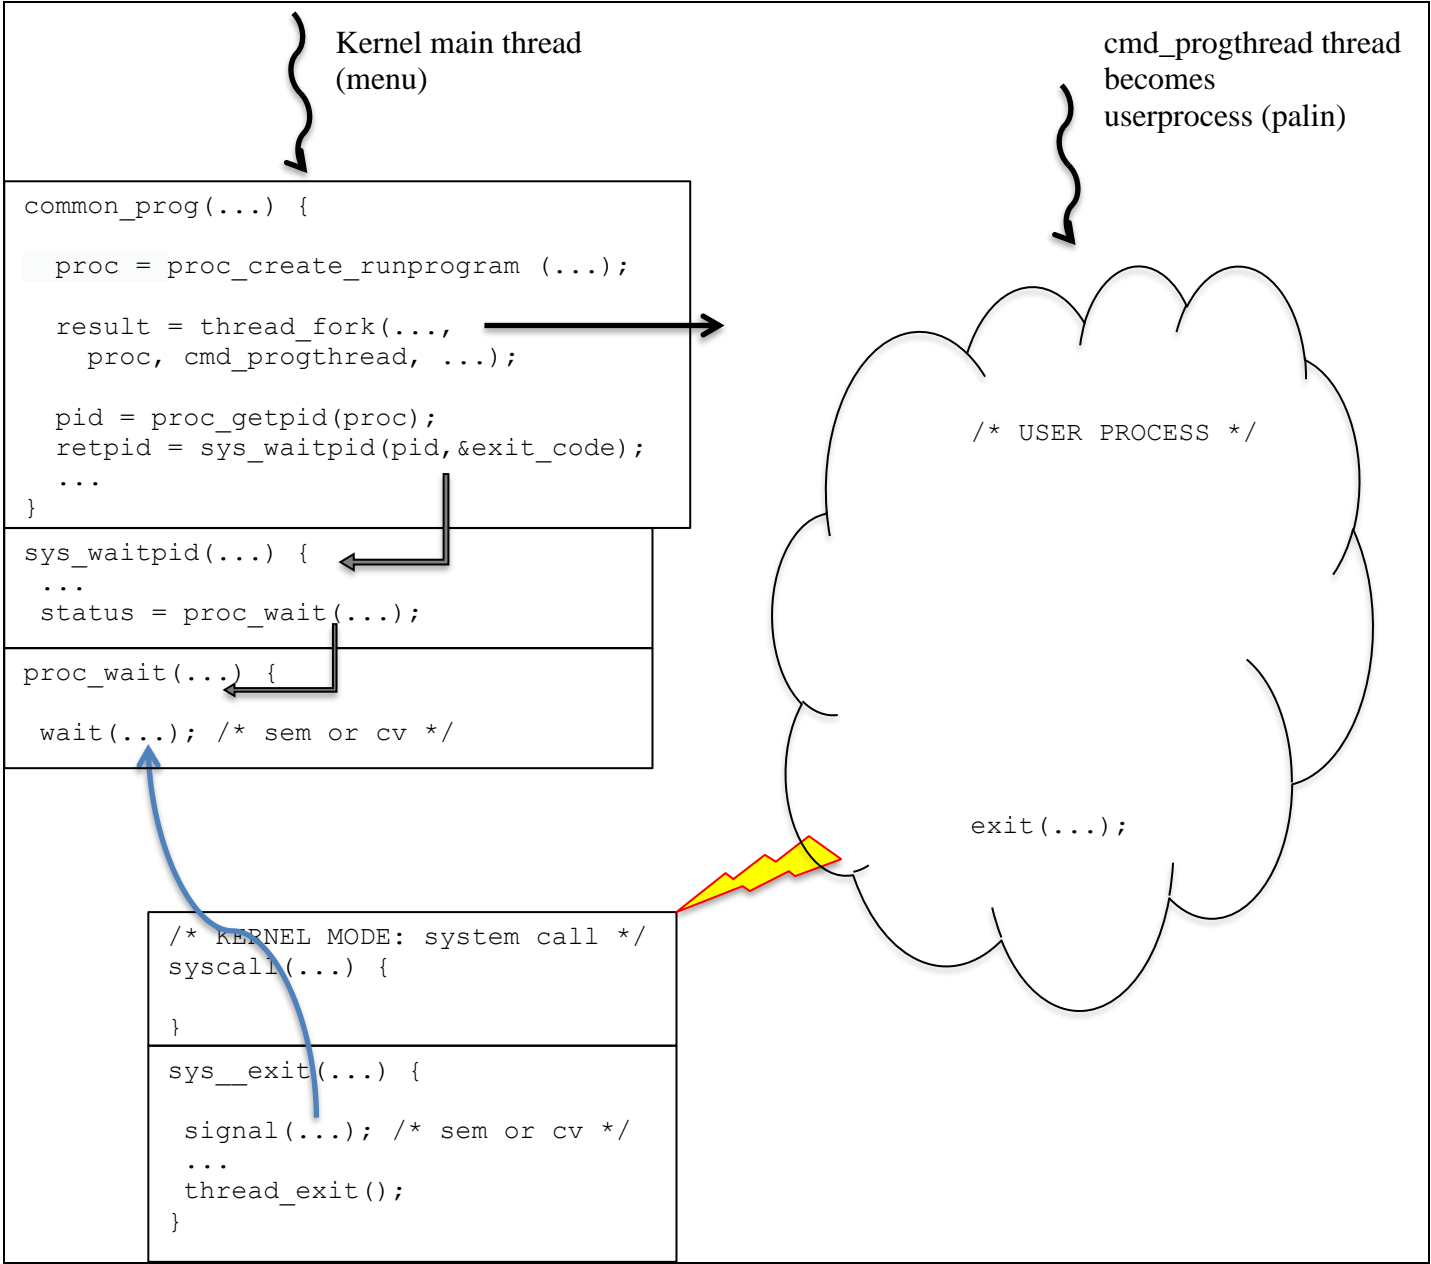 Kernel main thread
(menu)
cmd_progthread thread
becomes
userprocess (palin)
common_prog(...) {
proc = proc_create_runprogram (...);
result = thread_fork(...,
proc, cmd_progthread, ...);
pid = proc_getpid(proc);
retpid = sys_waitpid(pid,&exit_code);
...
}
sys_waitpid(...) {
...
status = proc_wait(...);
proc_wait(...) {
wait(...); /* sem or cv */
/* USER PROCESS */
exit(...);
/* KERNEL MODE: system call */
syscall(...) {
}
sys__exit(...) {
signal(...); /* sem or cv */
...
thread_exit();
}